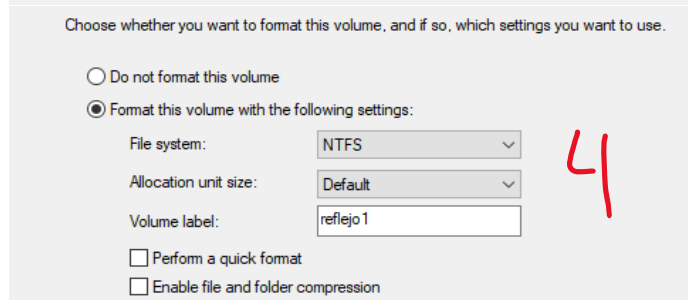 Choose whether you want to format this volume, and if so, which settings you want to use.
Do not format this volume
Format this volume with the following settings:
File system: NTFS
Allocation unit size: Default
Volume label: reflejo1
Perform a quick format
Enable file and folder compression
4